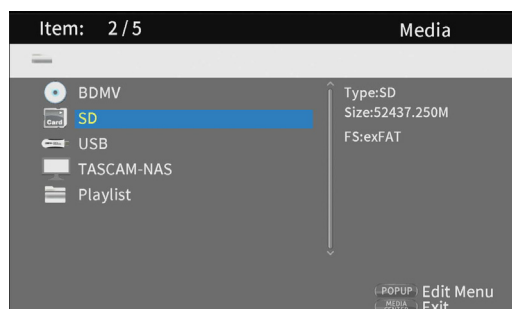 Item: 2/5 Media
BDMV
Card SD
USB
TASCAM-NAS
Playlist
Type:SD
Size:52437.250M
FS:exFAT
POPUP Edit Menu
MEDIA CENTER Exit